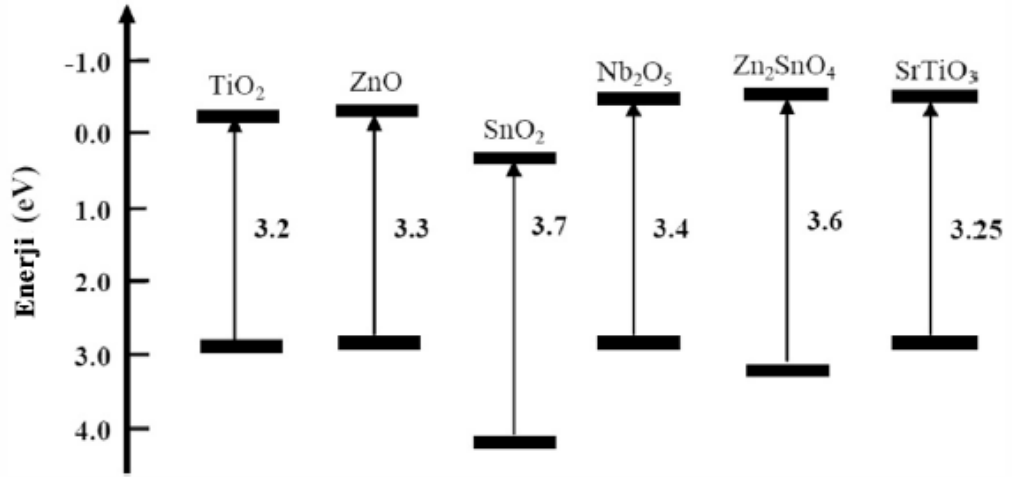 Enerji (eV)
-1.0
0.0
1.0
2.0
3.0
4.0
TiO₂
ZnO
SnO₂
Nb₂O₅
Zn₂SnO₄
SrTiO₃
3.2
3.3
3.7
3.4
3.6
3.25